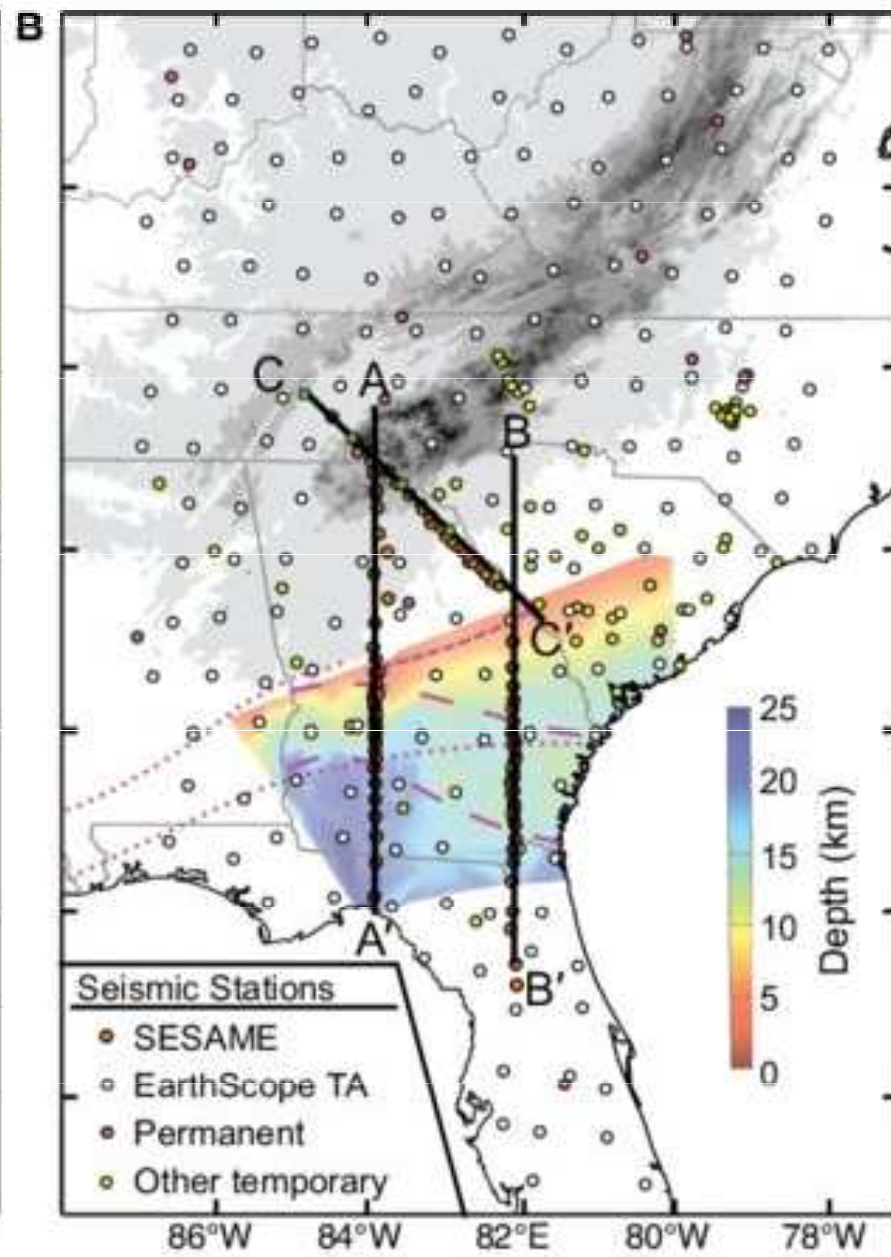 B
C
A
B
C'
A'
B'
25
20
15
10
5
0
Depth (km)
Seismic Stations
SESAME
EarthScope TA
Permanent
Other temporary
86°W
84°W
82°E
80°W
78°W